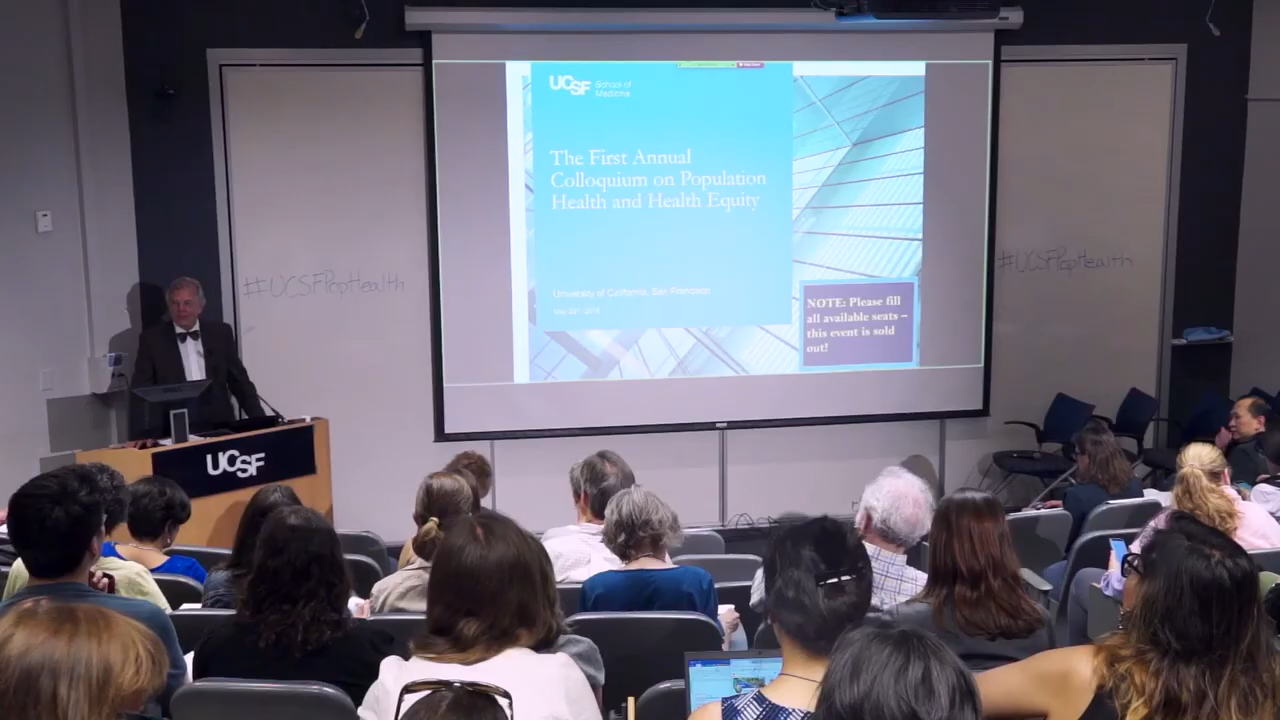 UCSF School of
Medicine
The First Annual
Colloquium on Population
Health and Health Equity
University of California, San Francisco
NOTE: Please fill
all available seats –
this event is sold
out!
#UCSFPopHealth
#UCSFPopHealth
UCSF